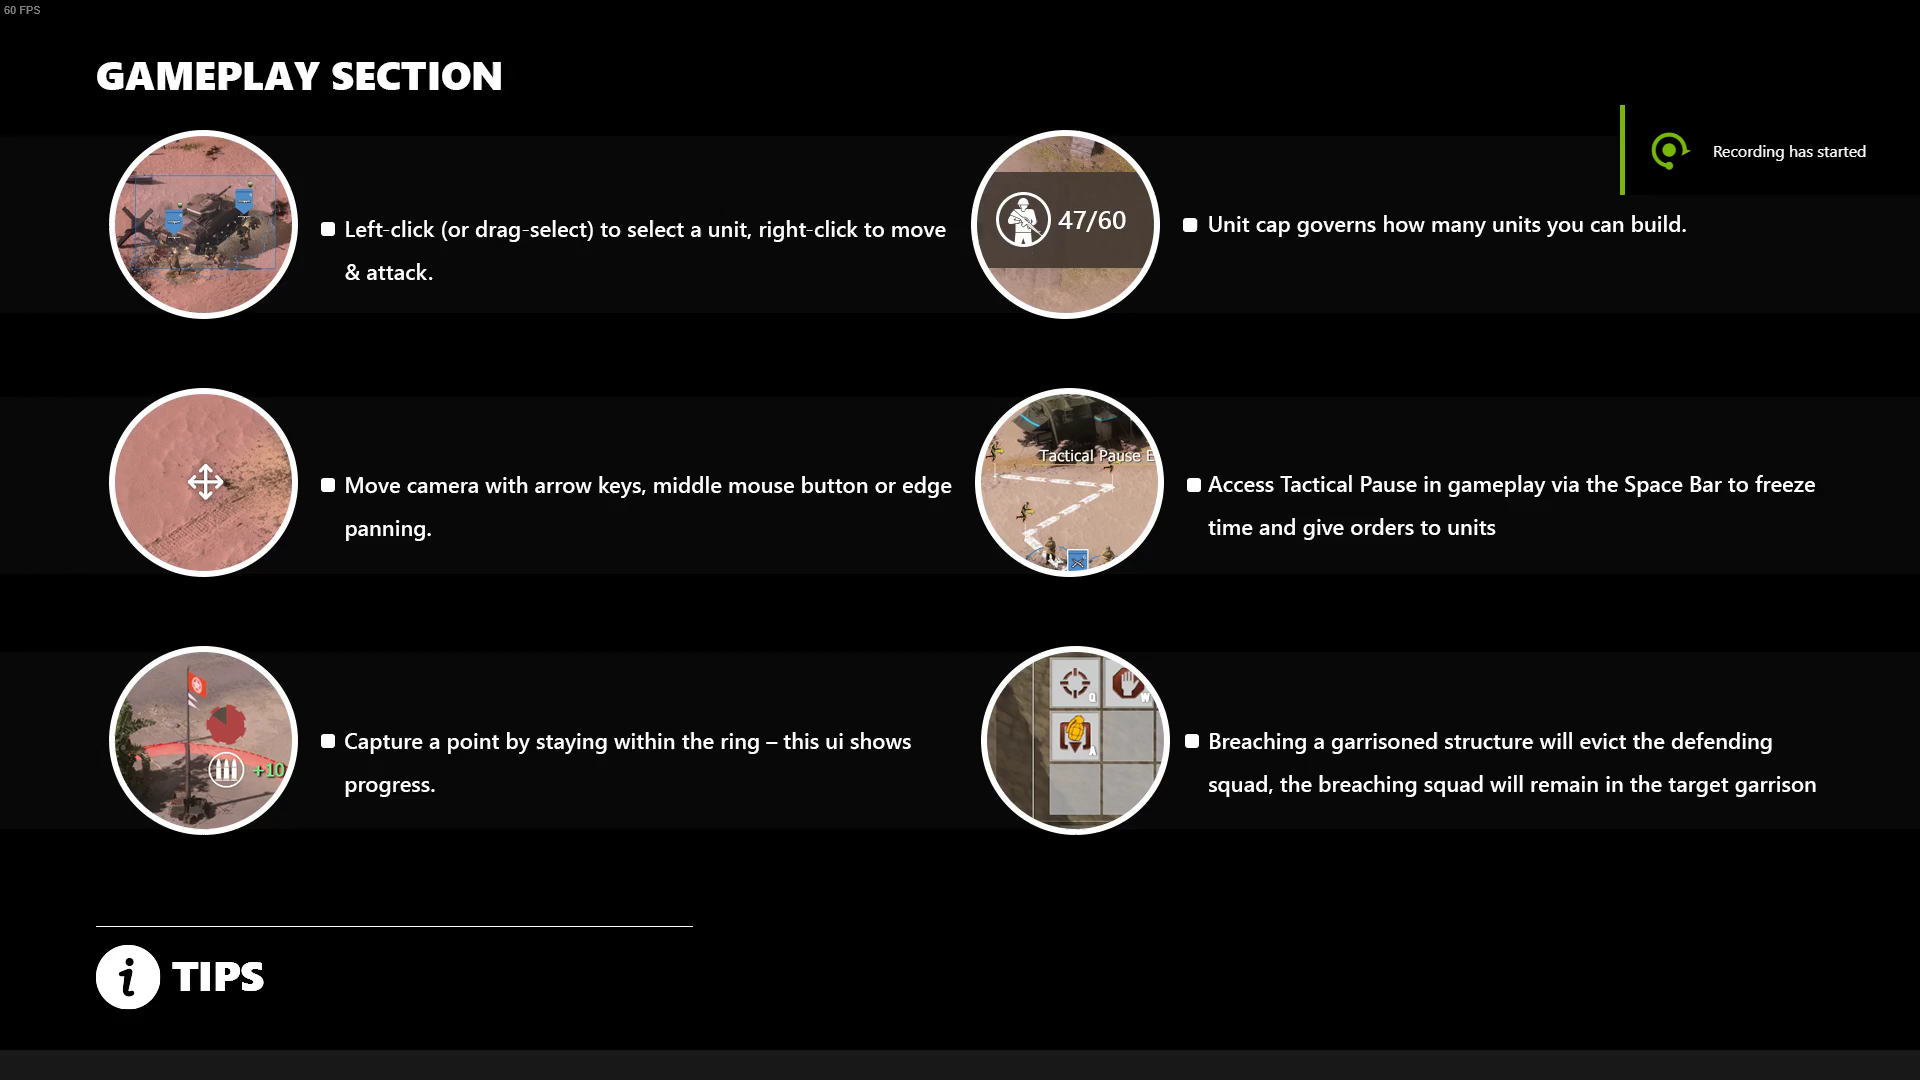 60 FPS
GAMEPLAY SECTION
Recording has started
Left-click (or drag-select) to select a unit, right-click to move
& attack.
47/60
Unit cap governs how many units you can build.
Move camera with arrow keys, middle mouse button or edge
panning.
Tactical Pause E
Access Tactical Pause in gameplay via the Space Bar to freeze
time and give orders to units
+10
Capture a point by staying within the ring – this ui shows
progress.
Q
W
A
Breaching a garrisoned structure will evict the defending
squad, the breaching squad will remain in the target garrison
i TIPS